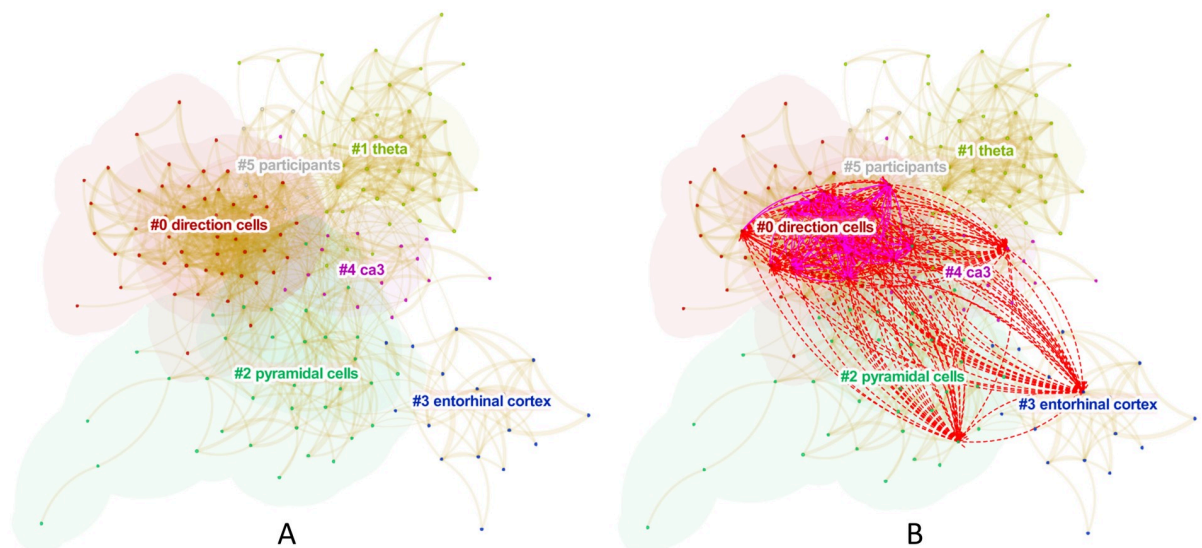 #1 theta
#5 participants
#0 direction cells
#4 ca3
#2 pyramidal cells
#3 entorhinal cortex
A
#1 theta
#5 participants
#0 direction cells
#4 ca3
#2 pyramidal cells
#3 entorhinal cortex
B